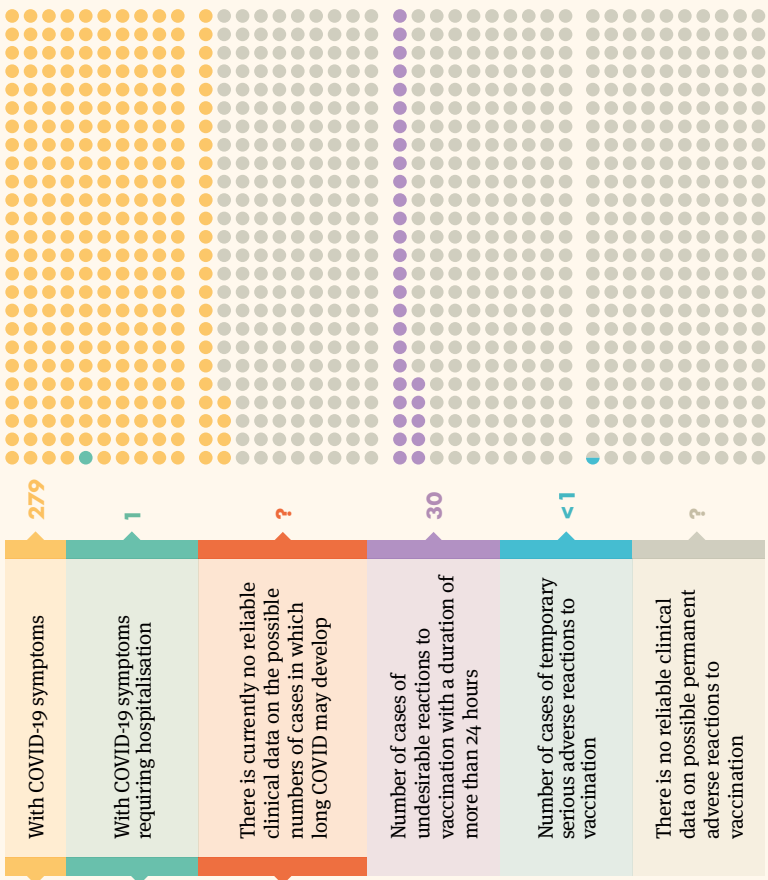 279
With COVID-19 symptoms
1
With COVID-19 symptoms
requiring hospitalisation
?
There is currently no reliable
clinical data on the possible
numbers of cases in which
long COVID may develop
30
Number of cases of
undesirable reactions to
vaccination with a duration of
more than 24 hours
<1
Number of cases of temporary
serious adverse reactions to
vaccination
?
There is no reliable clinical
data on possible permanent
adverse reactions to
vaccination